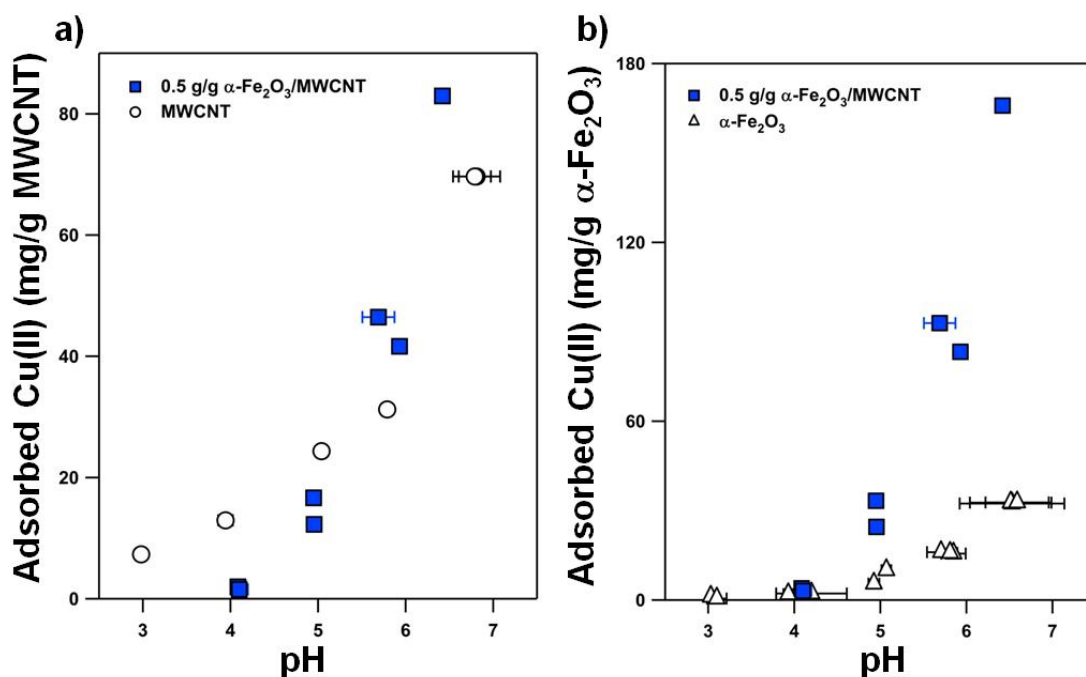 a)
Adsorbed Cu(II) (mg/g MWCNT)
0.5 g/g α-Fe₂O₃/MWCNT
MWCNT
80
60
40
20
0
3 4 5 6 7
pH
b)
Adsorbed Cu(II) (mg/g α-Fe₂O₃)
0.5 g/g α-Fe₂O₃/MWCNT
α-Fe₂O₃
180
120
60
0
3 4 5 6 7
pH